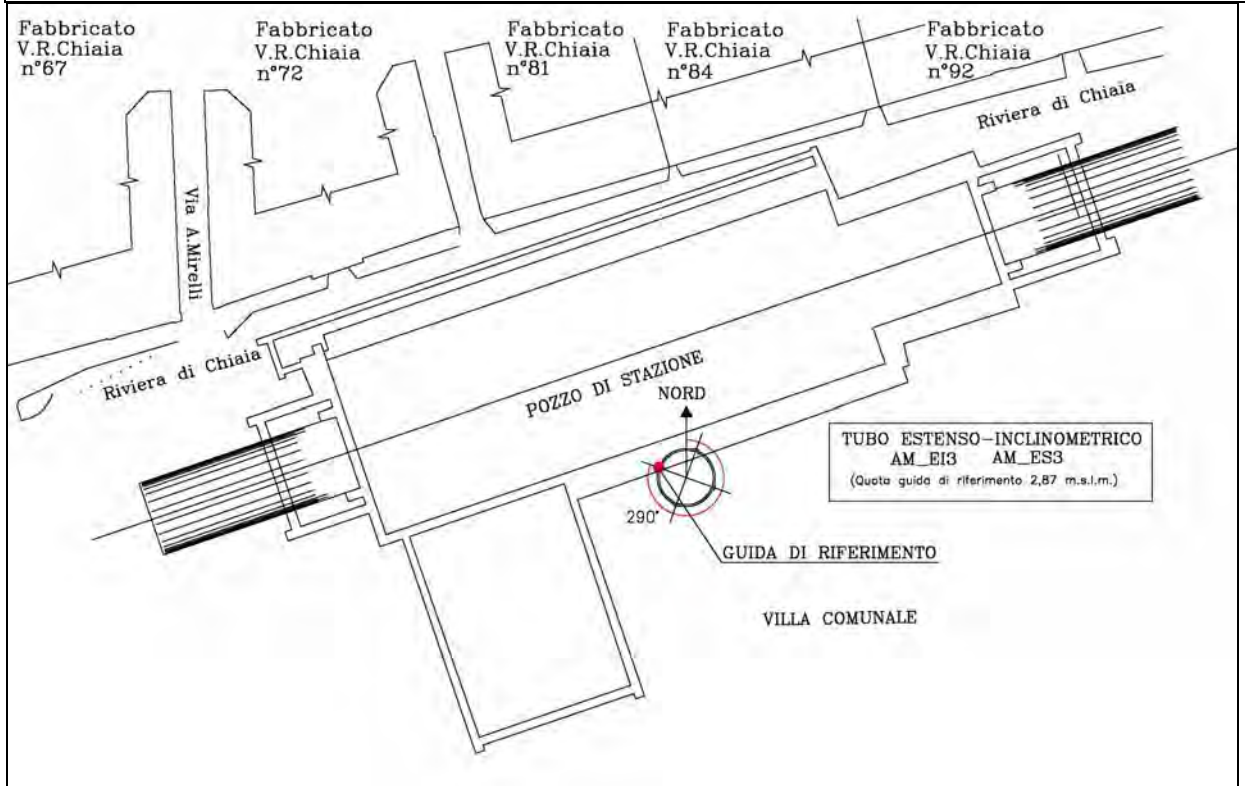 Fabbricato
V.R.Chiaia
n°67
Fabbricato
V.R.Chiaia
n°72
Fabbricato
V.R.Chiaia
n°81
Fabbricato
V.R.Chiaia
n°84
Fabbricato
V.R.Chiaia
n°92
Riviera di Chiaia
Via A.Mirelli
Riviera di Chiaia
POZZO DI STAZIONE
NORD
TUBO ESTENSO-INCLINOMETRICO
AM_EI3 AM_ES3
(Quota guida di riferimento 2,87 m.s.l.m.)
290°
GUIDA DI RIFERIMENTO
VILLA COMUNALE